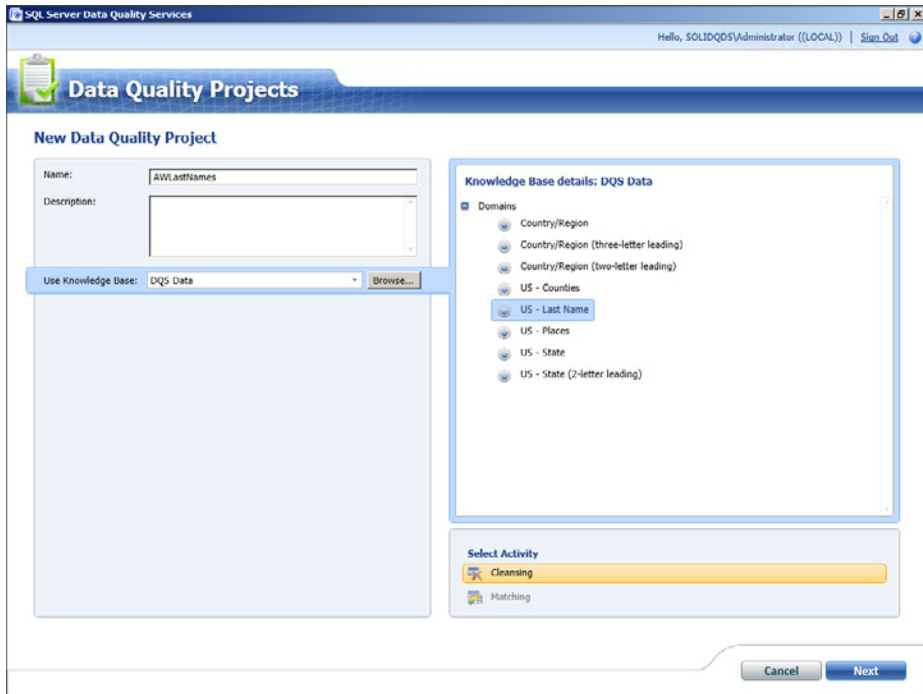 SQL Server Data Quality Services
Hello, SOLIDQDS\Administrator ((LOCAL)) | Sign Out
Data Quality Projects
New Data Quality Project
Name: AWLastNames
Description:
Use Knowledge Base: DQS Data Browse...
Knowledge Base details: DQS Data
Domains
Country/Region
Country/Region (three-letter leading)
Country/Region (two-letter leading)
US - Counties
US - Last Name
US - Places
US - State
US - State (2-letter leading)
Select Activity
Cleansing
Matching
Cancel Next